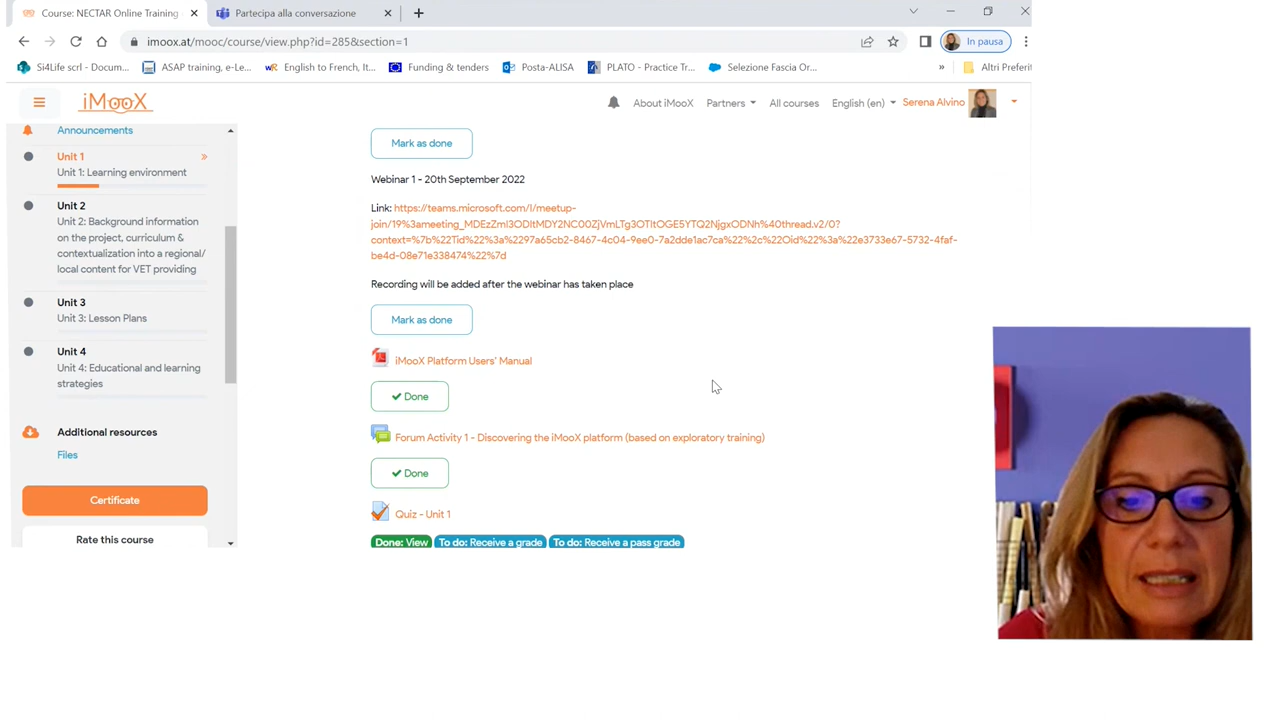 Course: NECTAR Online Training
Partecipa alla conversazione
imoox.at/mooc/course/view.php?id=285&section=1
In pausa
Si4Life scrl - Docum...
ASAP training, e-Le...
English to French, It...
Funding & tenders
Posta-ALISA
PLATO - Practice Tr...
Selezione Fascia Or...
»
Altri Preferit
iMooX
About iMooX
Partners
All courses
English (en)
Serena Alvino
Announcements
Unit 1
Unit 1: Learning environment
Unit 2
Unit 2: Background information
on the project, curriculum &
contextualization into a regional/
local content for VET providing
Unit 3
Unit 3: Lesson Plans
Unit 4
Unit 4: Educational and learning
strategies
Additional resources
Files
Certificate
Rate this course
Mark as done
Webinar 1 - 20th September 2022
Link: https://teams.microsoft.com/l/meetup-
join/19%3ameeting_MDEzZmI3ODItMDY2NC00ZjVmLTg3OTItOGE5YTQ2NjgxODNh%40thread.v2/0?
context=%7b%22Tid%22%3a%2297a65cb2-8467-4c04-9ee0-7a2dde1ac7ca%22%2c%22Oid%22%3a%22e3733e67-5732-4faf-
be4d-08e71e338474%22%7d
Recording will be added after the webinar has taken place
Mark as done
iMooX Platform Users' Manual
Done
Forum Activity 1 - Discovering the iMooX platform (based on exploratory training)
Done
Quiz - Unit 1
Done: View To do: Receive a grade To do: Receive a pass grade